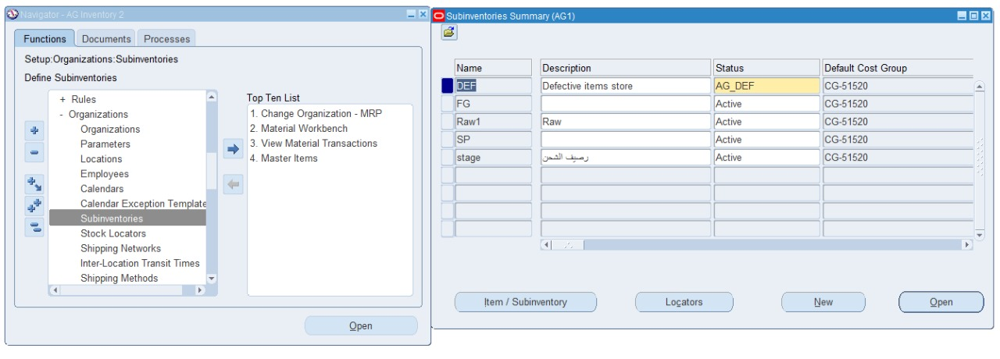 Navigator - AG Inventory 2
Functions Documents Processes
Setup:Organizations:Subinventories
Define Subinventories
+ Rules
- Organizations
Organizations
Parameters
Locations
Employees
Calendars
Calendar Exception Template
Subinventories
Stock Locators
Shipping Networks
Inter-Location Transit Times
Shipping Methods
Top Ten List
1. Change Organization - MRP
2. Material Workbench
3. View Material Transactions
4. Master Items
Open
Subinventories Summary (AG1)
Name Description Status Default Cost Group
DEF Defective items store AG_DEF CG-51520
FG Active CG-51520
Raw1 Raw Active CG-51520
SP Active CG-51520
stage رصيف الشحن Active CG-51520
Item / Subinventory Locators New Open